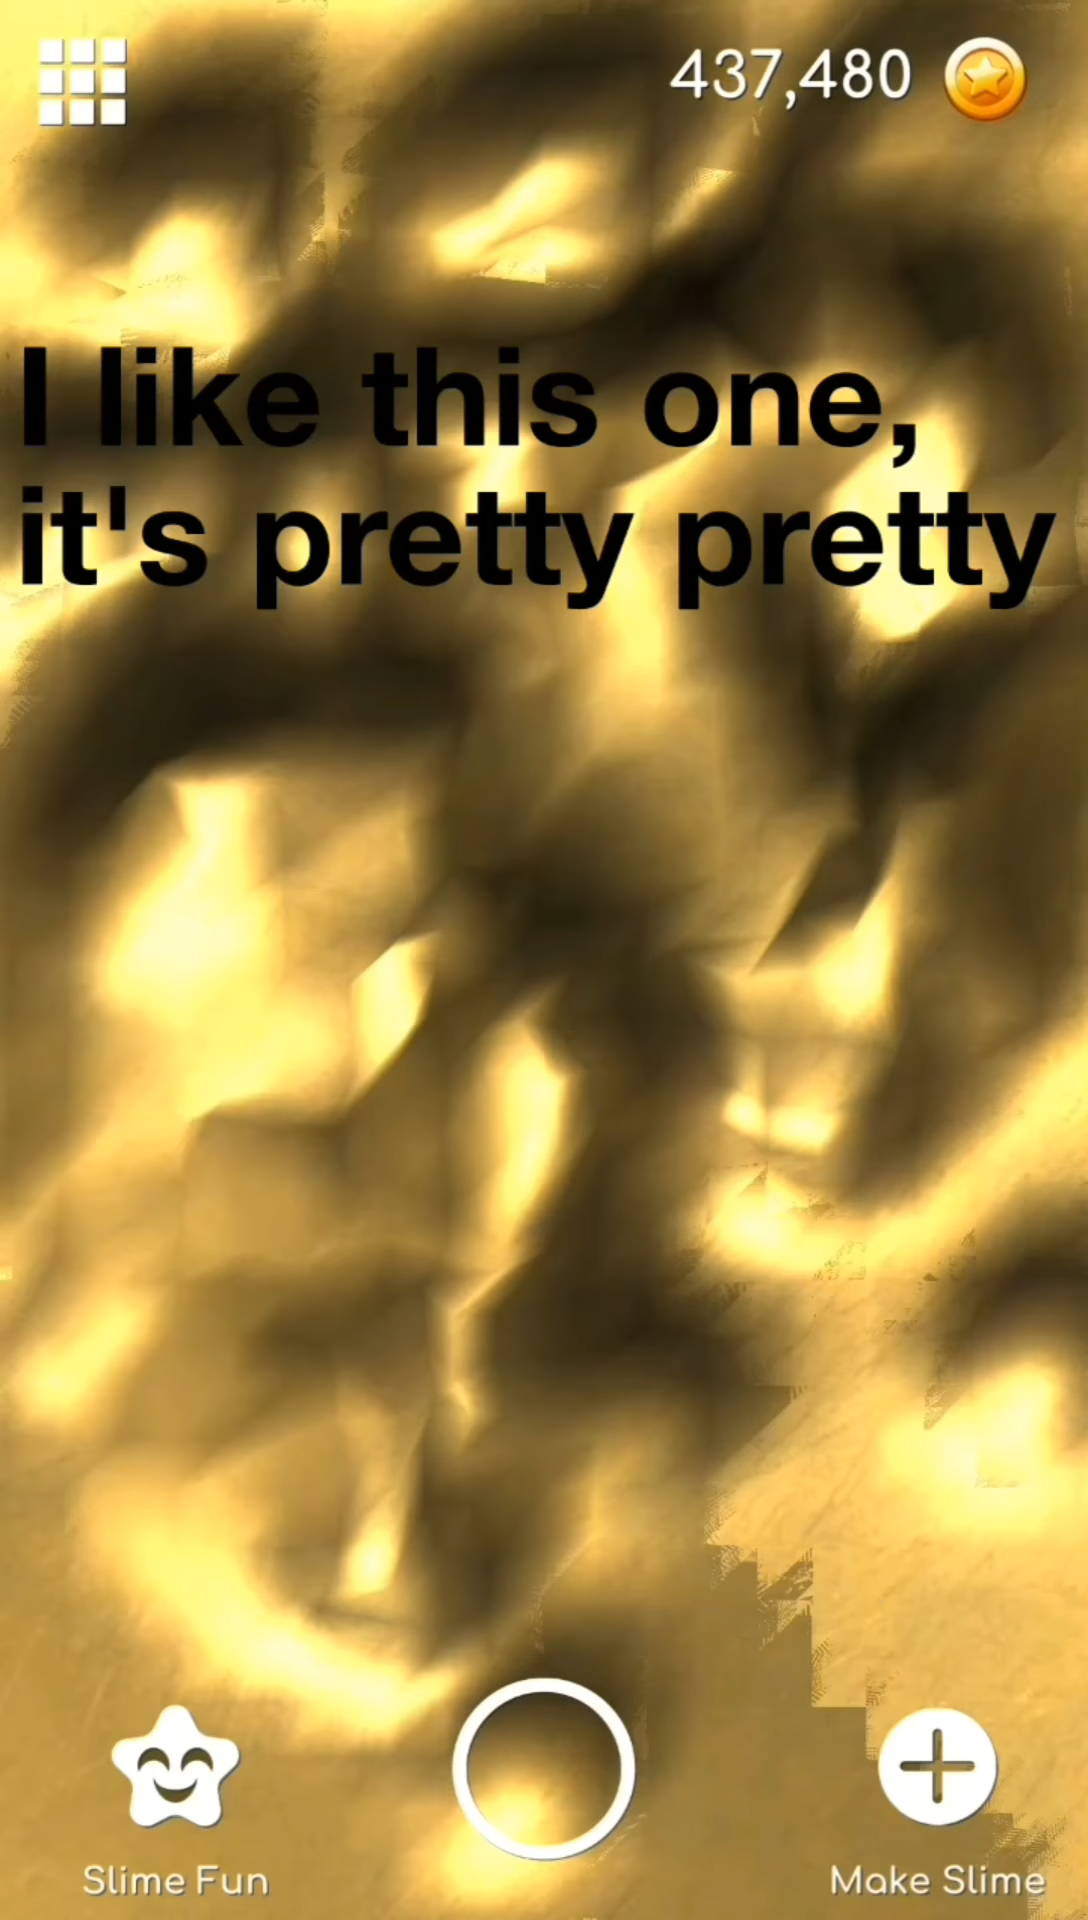 437,480
I like this one,
it's pretty pretty
Slime Fun
Make Slime